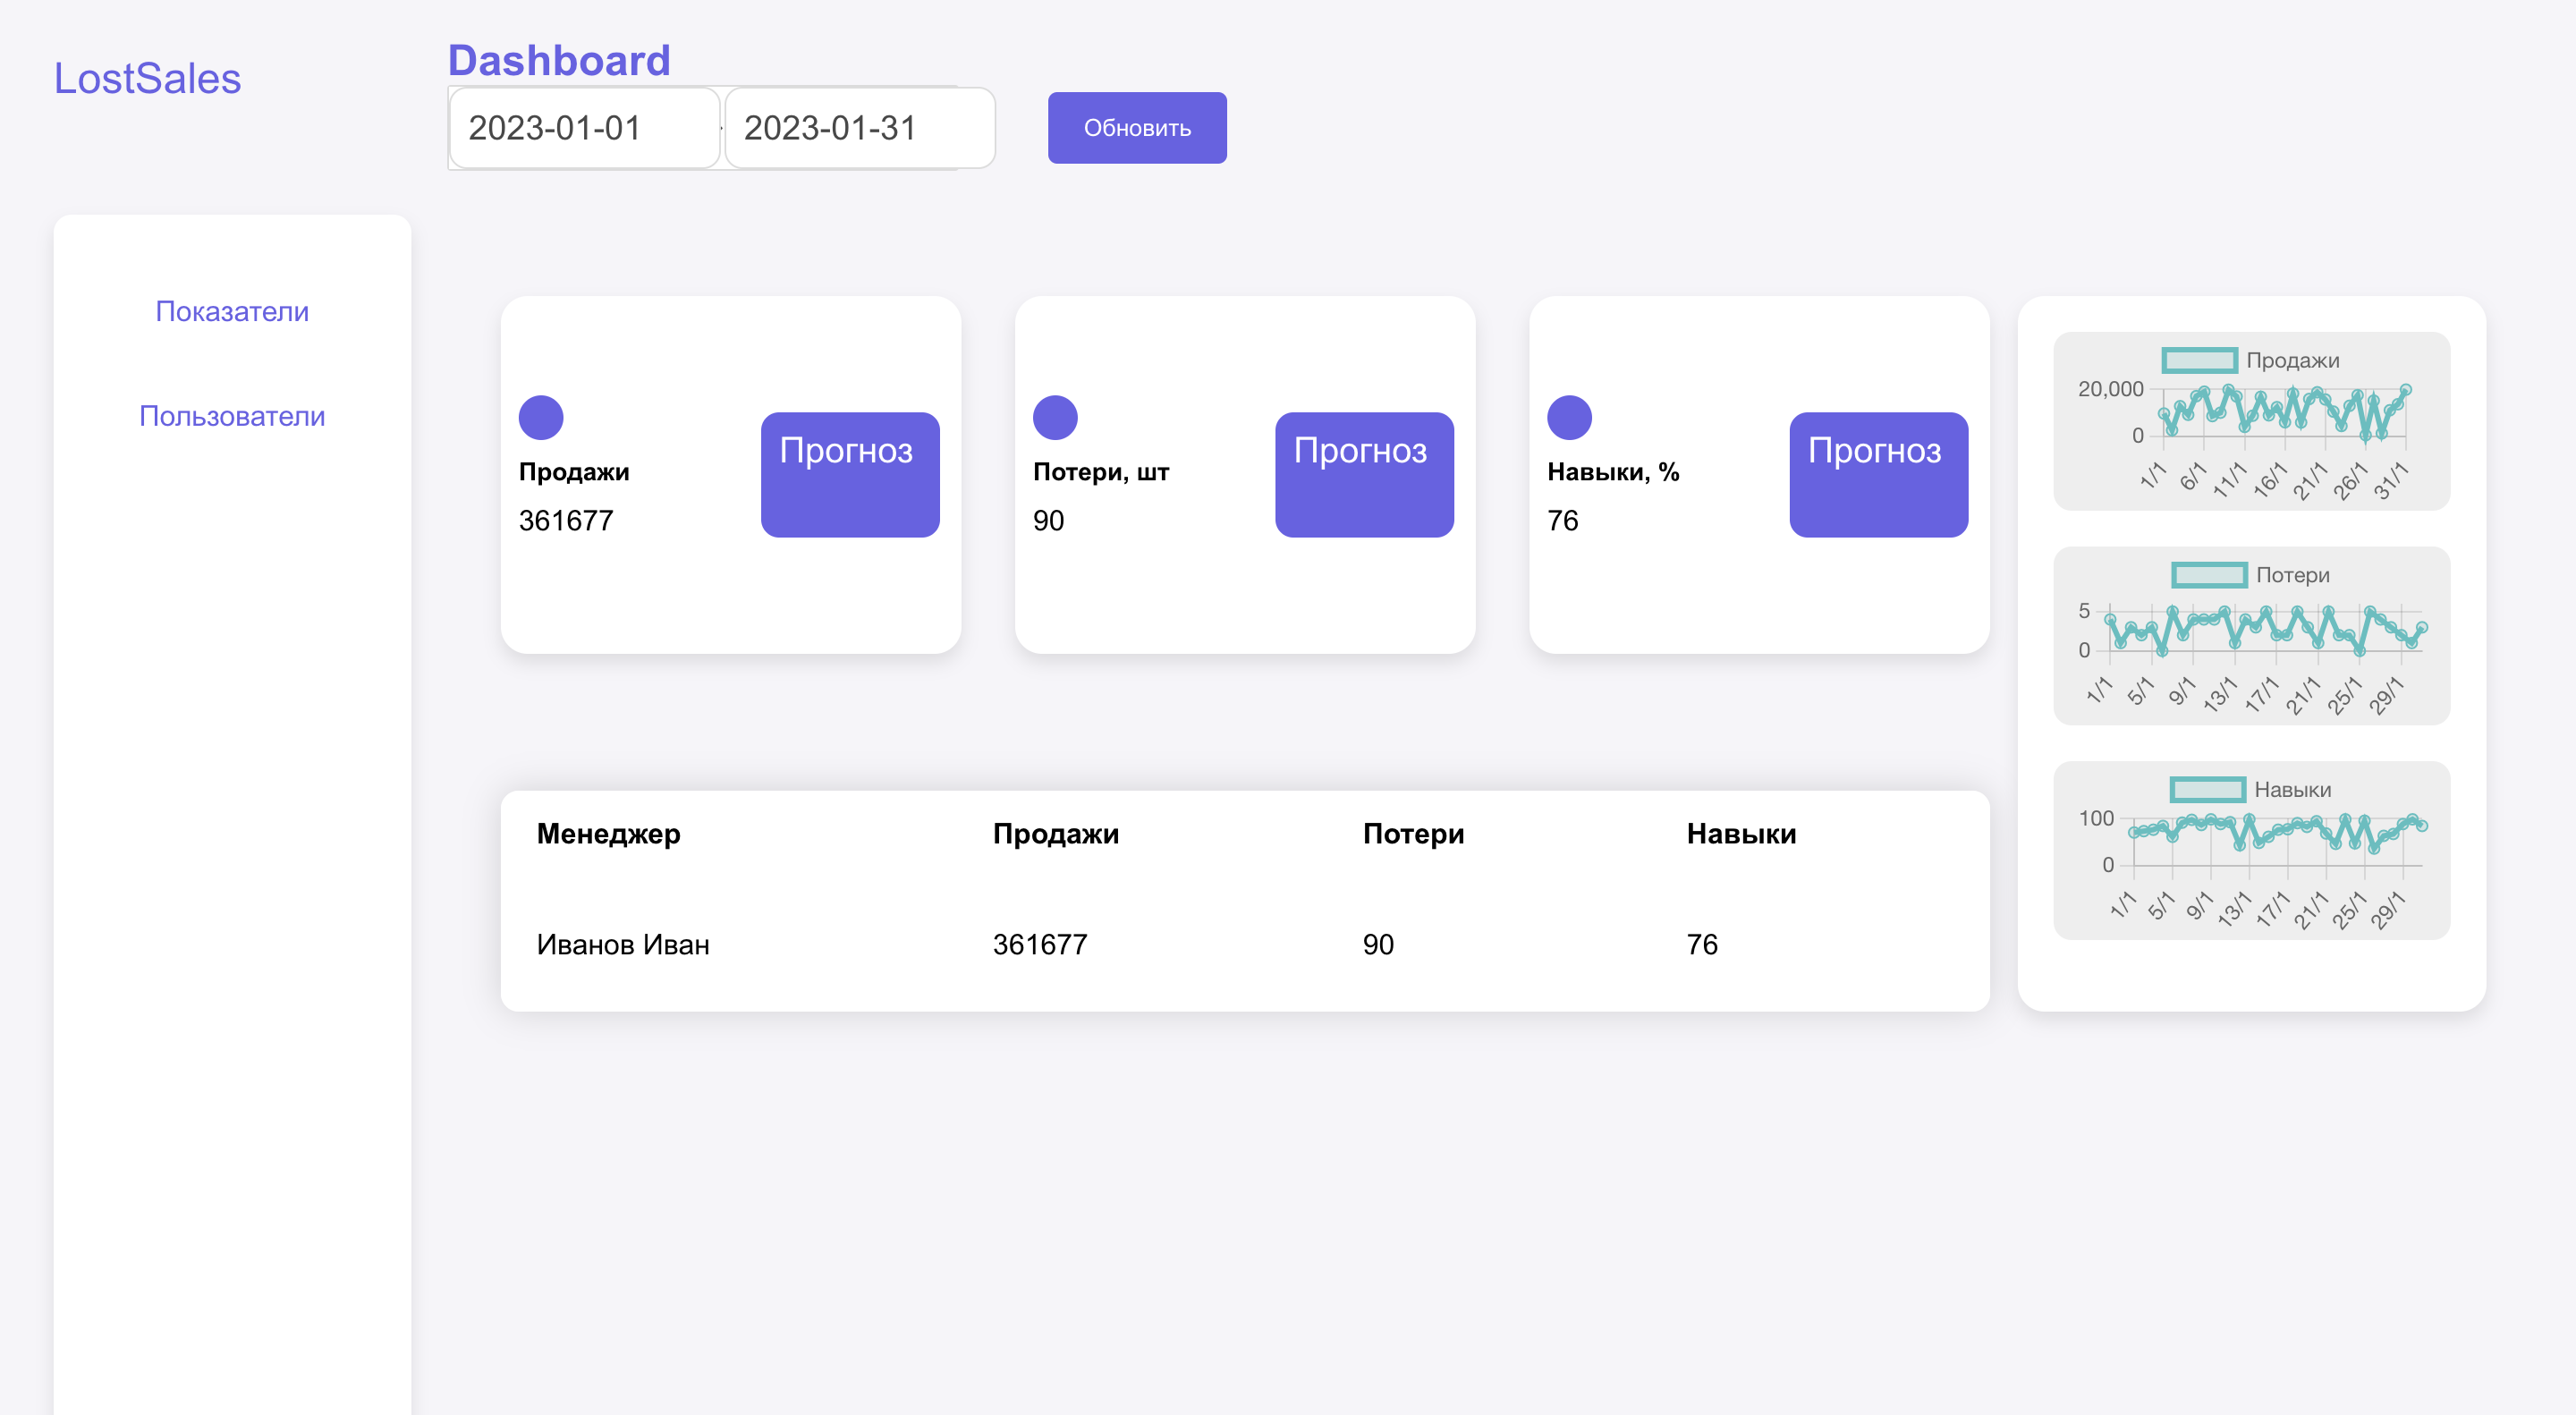 LostSales
Dashboard
2023-01-01
2023-01-31
Обновить
Показатели
Пользователи
Продажи
361677
Прогноз
Потери, шт
90
Прогноз
Навыки, %
76
Прогноз
Продажи
20,000
0
1/1 6/1 11/1 16/1 21/1 26/1 31/1
Потери
5
0
1/1 5/1 9/1 13/1 17/1 21/1 25/1 29/1
Навыки
100
0
1/1 5/1 9/1 13/1 17/1 21/1 25/1 29/1
Менеджер Продажи Потери Навыки
Иванов Иван 361677 90 76